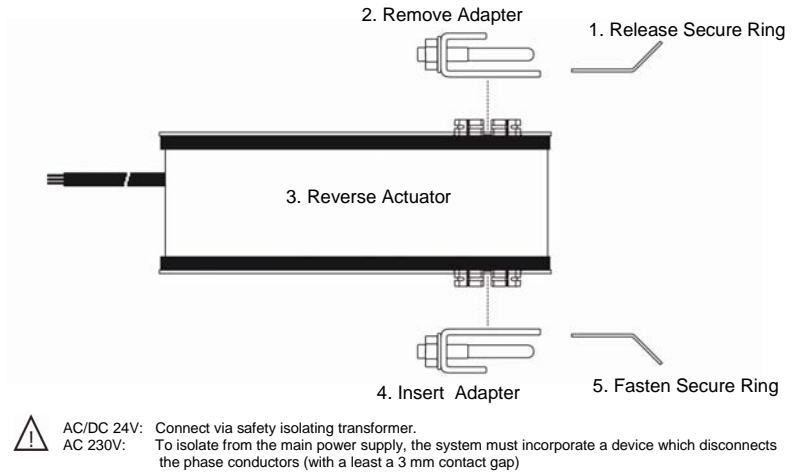 2. Remove Adapter
1. Release Secure Ring
3. Reverse Actuator
4. Insert Adapter
5. Fasten Secure Ring
AC/DC 24V: Connect via safety isolating transformer.
AC 230V: To isolate from the main power supply, the system must incorporate a device which disconnects
the phase conductors (with a least a 3 mm contact gap)